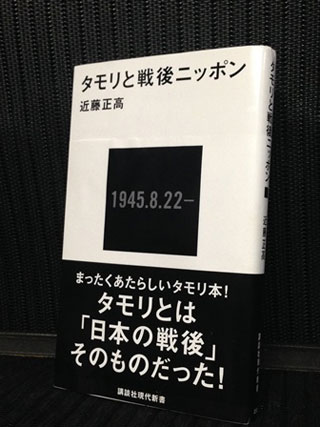 タモリと戦後ニッポン
近藤正高
1945.8.22−
まったくあたらしいタモリ本!
タモリとは
「日本の戦後」
そのものだった!
講談社現代新書
タモリと戦後ニッポン
近藤正高